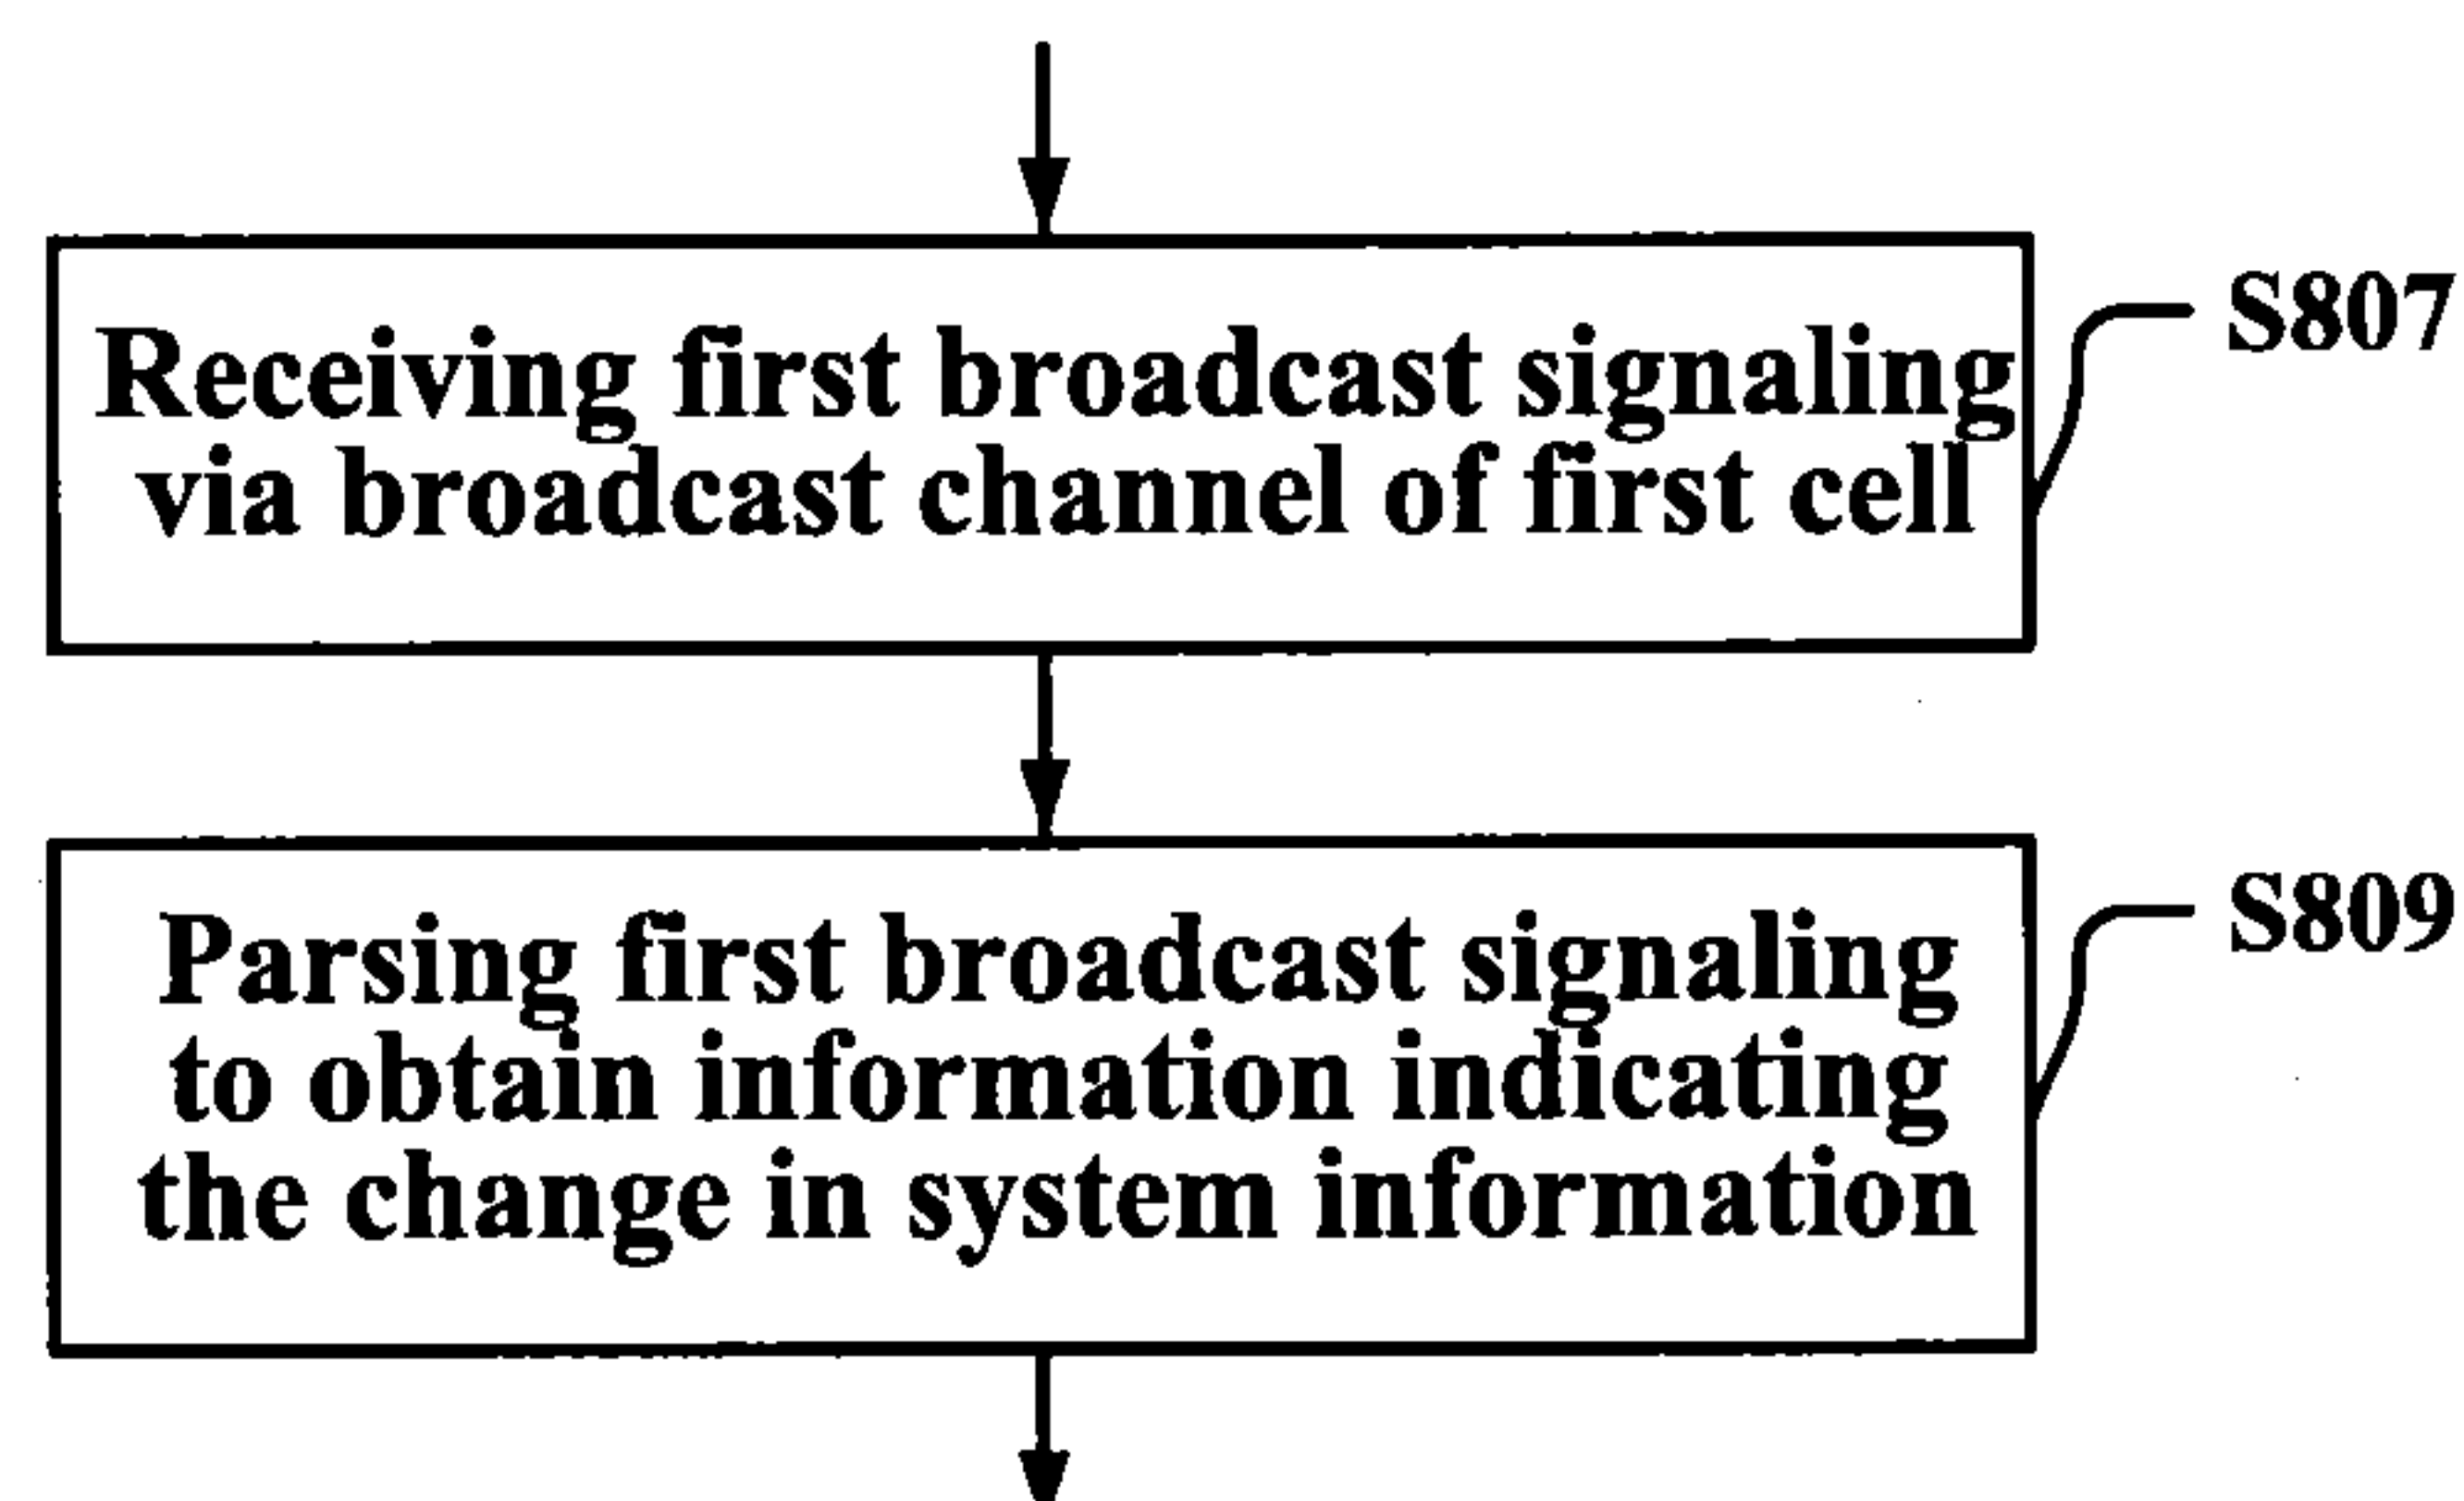 Receiving first broadcast signaling
via broadcast channel of first cell
S807
Parsing first broadcast signaling
to obtain information indicating
the change in system information
S809